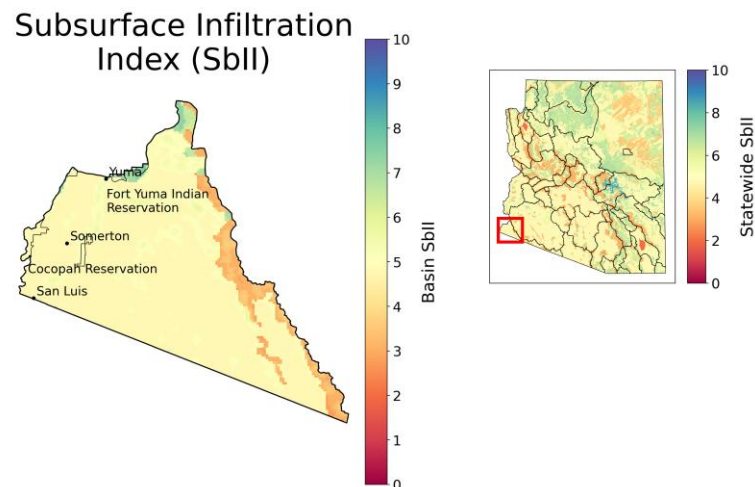 Subsurface Infiltration
Index (SbII)
Yuma
Fort Yuma Indian
Reservation
Somerton
Cocopah Reservation
San Luis
10
9
8
7
6
5
4
3
2
1
0
Basin SbII
10
8
6
4
2
0
Statewide SbII